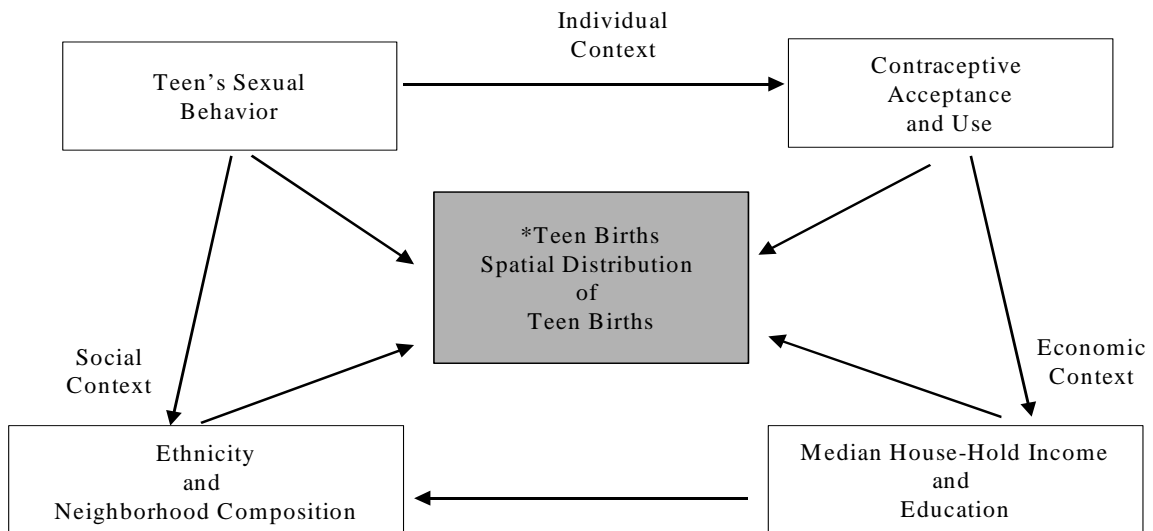 Individual
Context
Teen’s Sexual
Behavior
Contraceptive
Acceptance
and Use
*Teen Births
Spatial Distribution
of
Teen Births
Social
Context
Economic
Context
Ethnicity
and
Neighborhood Composition
Median House-Hold Income
and
Education